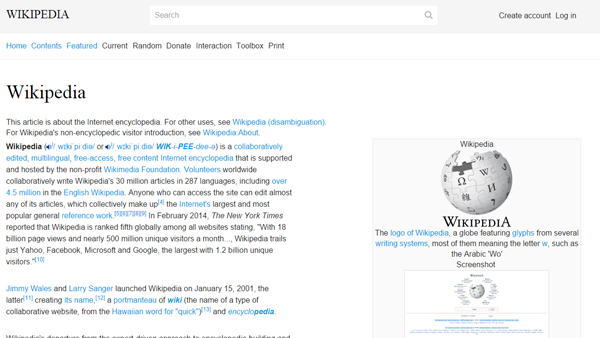 WIKIPEDIA
Search
Create account Log in
Home Contents Featured Current Random Donate Interaction Toolbox Print
Wikipedia
This article is about the Internet encyclopedia. For other uses, see Wikipedia (disambiguation).
For Wikipedia's non-encyclopedic visitor introduction, see Wikipedia:About.
Wikipedia (/ˌwɪkɨˈpiːdiə/ or /ˌwɪkiˈpiːdiə/ WIK-i-PEE-dee-ə) is a collaboratively
edited, multilingual, free-access, free content Internet encyclopedia that is supported
and hosted by the non-profit Wikimedia Foundation. Volunteers worldwide
collaboratively write Wikipedia's 30 million articles in 287 languages, including over
4.5 million in the English Wikipedia. Anyone who can access the site can edit almost
any of its articles, which collectively make up[4] the Internet's largest and most
popular general reference work.[5][6][7][8][9] In February 2014, The New York Times
reported that Wikipedia is ranked fifth globally among all websites stating, "With 18
billion page views and nearly 500 million unique visitors a month..., Wikipedia trails
just Yahoo, Facebook, Microsoft and Google, the largest with 1.2 billion unique
visitors."[10]
Jimmy Wales and Larry Sanger launched Wikipedia on January 15, 2001, the
latter[11] creating its name,[12] a portmanteau of wiki (the name of a type of
collaborative website, from the Hawaiian word for "quick")[13] and encyclopedia.
Wikipedia's departure from the expert-driven approach to encyclopedia building and
Wikipedia
WIKIPEDIA
The logo of Wikipedia, a globe featuring glyphs from several
writing systems, most of them meaning the letter w, such as
the Arabic 'Wo'
Screenshot